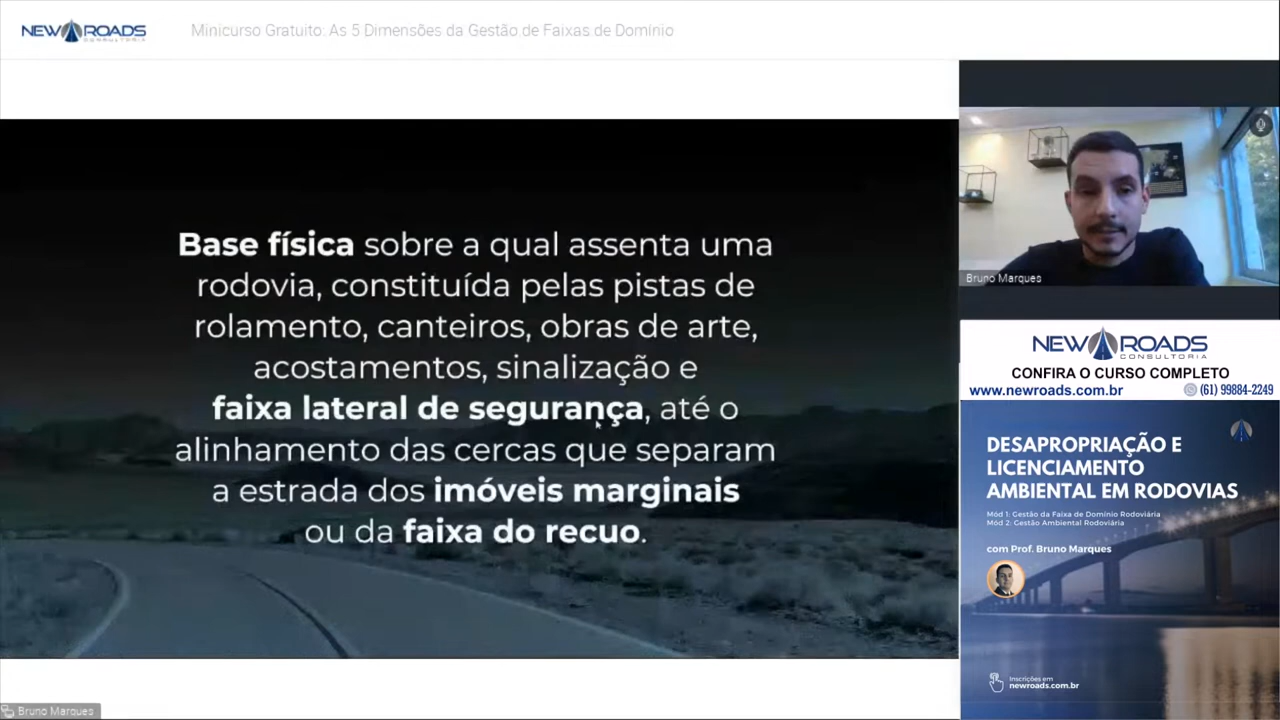 NEW ROADS
CONSULTORIA
Minicurso Gratuito: As 5 Dimensões da Gestão de Faixas de Domínio
Base física sobre a qual assenta uma
rodovia, constituída pelas pistas de
rolamento, canteiros, obras de arte,
acostamentos, sinalização e
faixa lateral de segurança, até o
alinhamento das cercas que separam
a estrada dos imóveis marginais
ou da faixa do recuo.
Bruno Marques
Bruno Marques
NEW ROADS
CONSULTORIA
CONFIRA O CURSO COMPLETO
www.newroads.com.br (61) 99884-2249
DESAPROPRIAÇÃO E
LICENCIAMENTO
AMBIENTAL EM RODOVIAS
Mód 1: Gestão da Faixa de Domínio Rodoviária
Mód 2: Gestão Ambiental Rodoviária
com Prof. Bruno Marques
Inscrições em
newroads.com.br